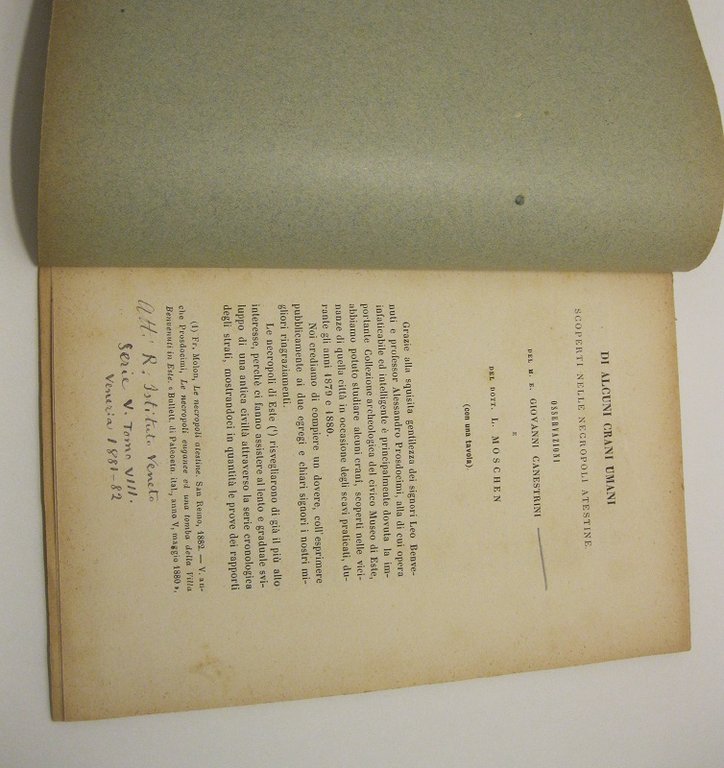 DI ALCUNI CRANI UMANI
SCOPERTI NELLE NECROPOLI ATESTINE
OSSERVAZIONI
DEL M. E. GIOVANNI CANESTRINI
E
DEL DOTT. L. MOSCHEN
(con una tavola)
Grazie alla squisita gentilezza dei signori Leo Benve-
nuti e professor Alessandro Prosdocimi, alla di cui opera
infaticabile ed intelligente è principalmente dovuta la im-
portante Collezione archeologica del civico Museo di Este,
abbiamo potuto studiare alcuni crani, scoperti nelle vici-
nanze di quella città in occasione degli scavi praticati, du-
rante gli anni 1879 e 1880.
Noi crediamo di compiere un dovere, coll'esprimere
pubblicamente ai due egregi e chiari signori i nostri mi-
gliori ringraziamenti.
Le necropoli di Este (¹) risvegliarono di già il più alto
interesse, perchè ci fanno assistere al lento e graduale svi-
luppo di una antica civiltà attraverso la serie cronologica
degli strati, mostrandoci in quantità le prove dei rapporti
(1) Fr. Molon, Le necropoli atestine. San Remo, 1882. — V. an-
che Prosdocimi, Le necropoli euganee ed una tomba della Villa
Benvenuti in Este. « Bullett. di Paletn. ital., anno V, maggio 1880 »,
Att. R. Istituto Veneto
Serie V. Tomo VIII.
Venezia 1881-82